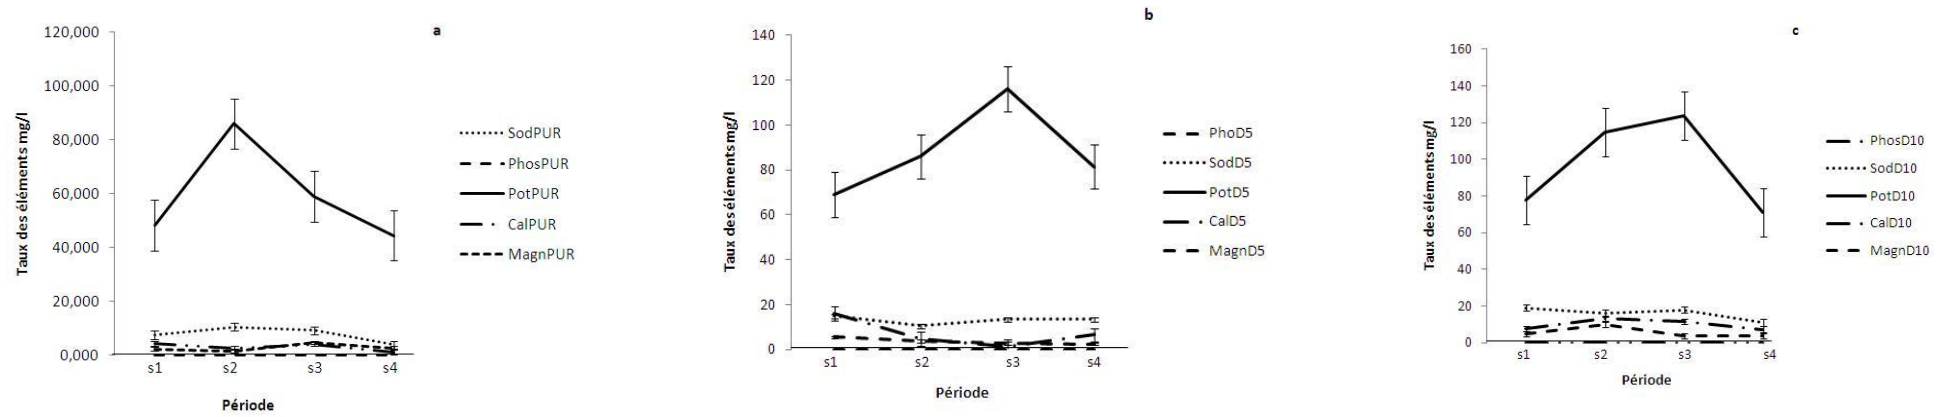 a
120,000
100,000
80,000
60,000
40,000
20,000
0,000
Taux des éléments mg/l
s1 s2 s3 s4
Période
SodPUR
PhosPUR
PotPUR
CalPUR
MagnPUR
b
140
120
100
80
60
40
20
0
Taux des éléments mg/l
s1 s2 s3 s4
Période
PhoD5
SodD5
PotD5
CalD5
MagnD5
c
160
140
120
100
80
60
40
20
0
Taux des éléments mg/l
s1 s2 s3 s4
Période
PhosD10
SodD10
PotD10
CalD10
MagnD10